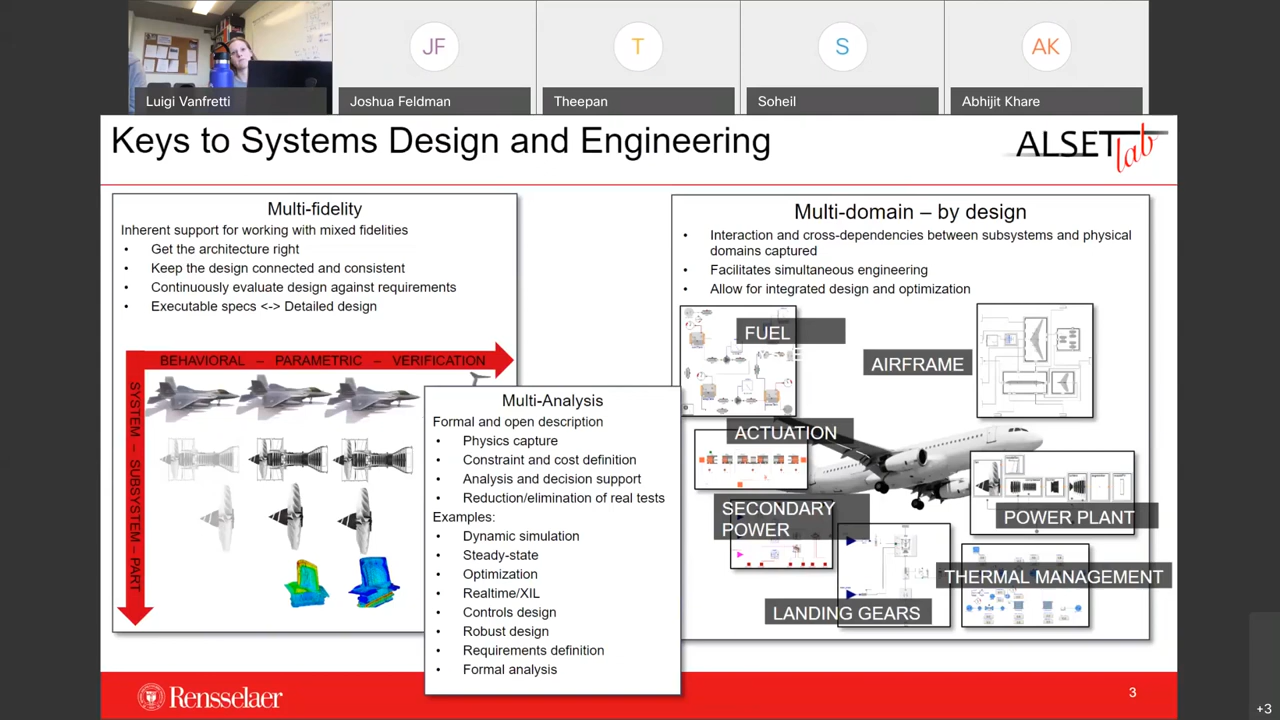 JF
T
S
AK
Luigi Vanfretti
Joshua Feldman
Theepan
Soheil
Abhijit Khare
Keys to Systems Design and Engineering
ALSET lab
Multi-fidelity
Inherent support for working with mixed fidelities
• Get the architecture right
• Keep the design connected and consistent
• Continuously evaluate design against requirements
• Executable specs <-> Detailed design
BEHAVIORAL – PARAMETRIC – VERIFICATION
SYSTEM – SUBSYSTEM – PART
Multi-Analysis
Formal and open description
• Physics capture
• Constraint and cost definition
• Analysis and decision support
• Reduction/elimination of real tests
Examples:
• Dynamic simulation
• Steady-state
• Optimization
• Realtime/XIL
• Controls design
• Robust design
• Requirements definition
• Formal analysis
Multi-domain – by design
• Interaction and cross-dependencies between subsystems and physical
domains captured
• Facilitates simultaneous engineering
• Allow for integrated design and optimization
FUEL
AIRFRAME
ACTUATION
SECONDARY
POWER
POWER PLANT
THERMAL MANAGEMENT
LANDING GEARS
Rensselaer
3
+3